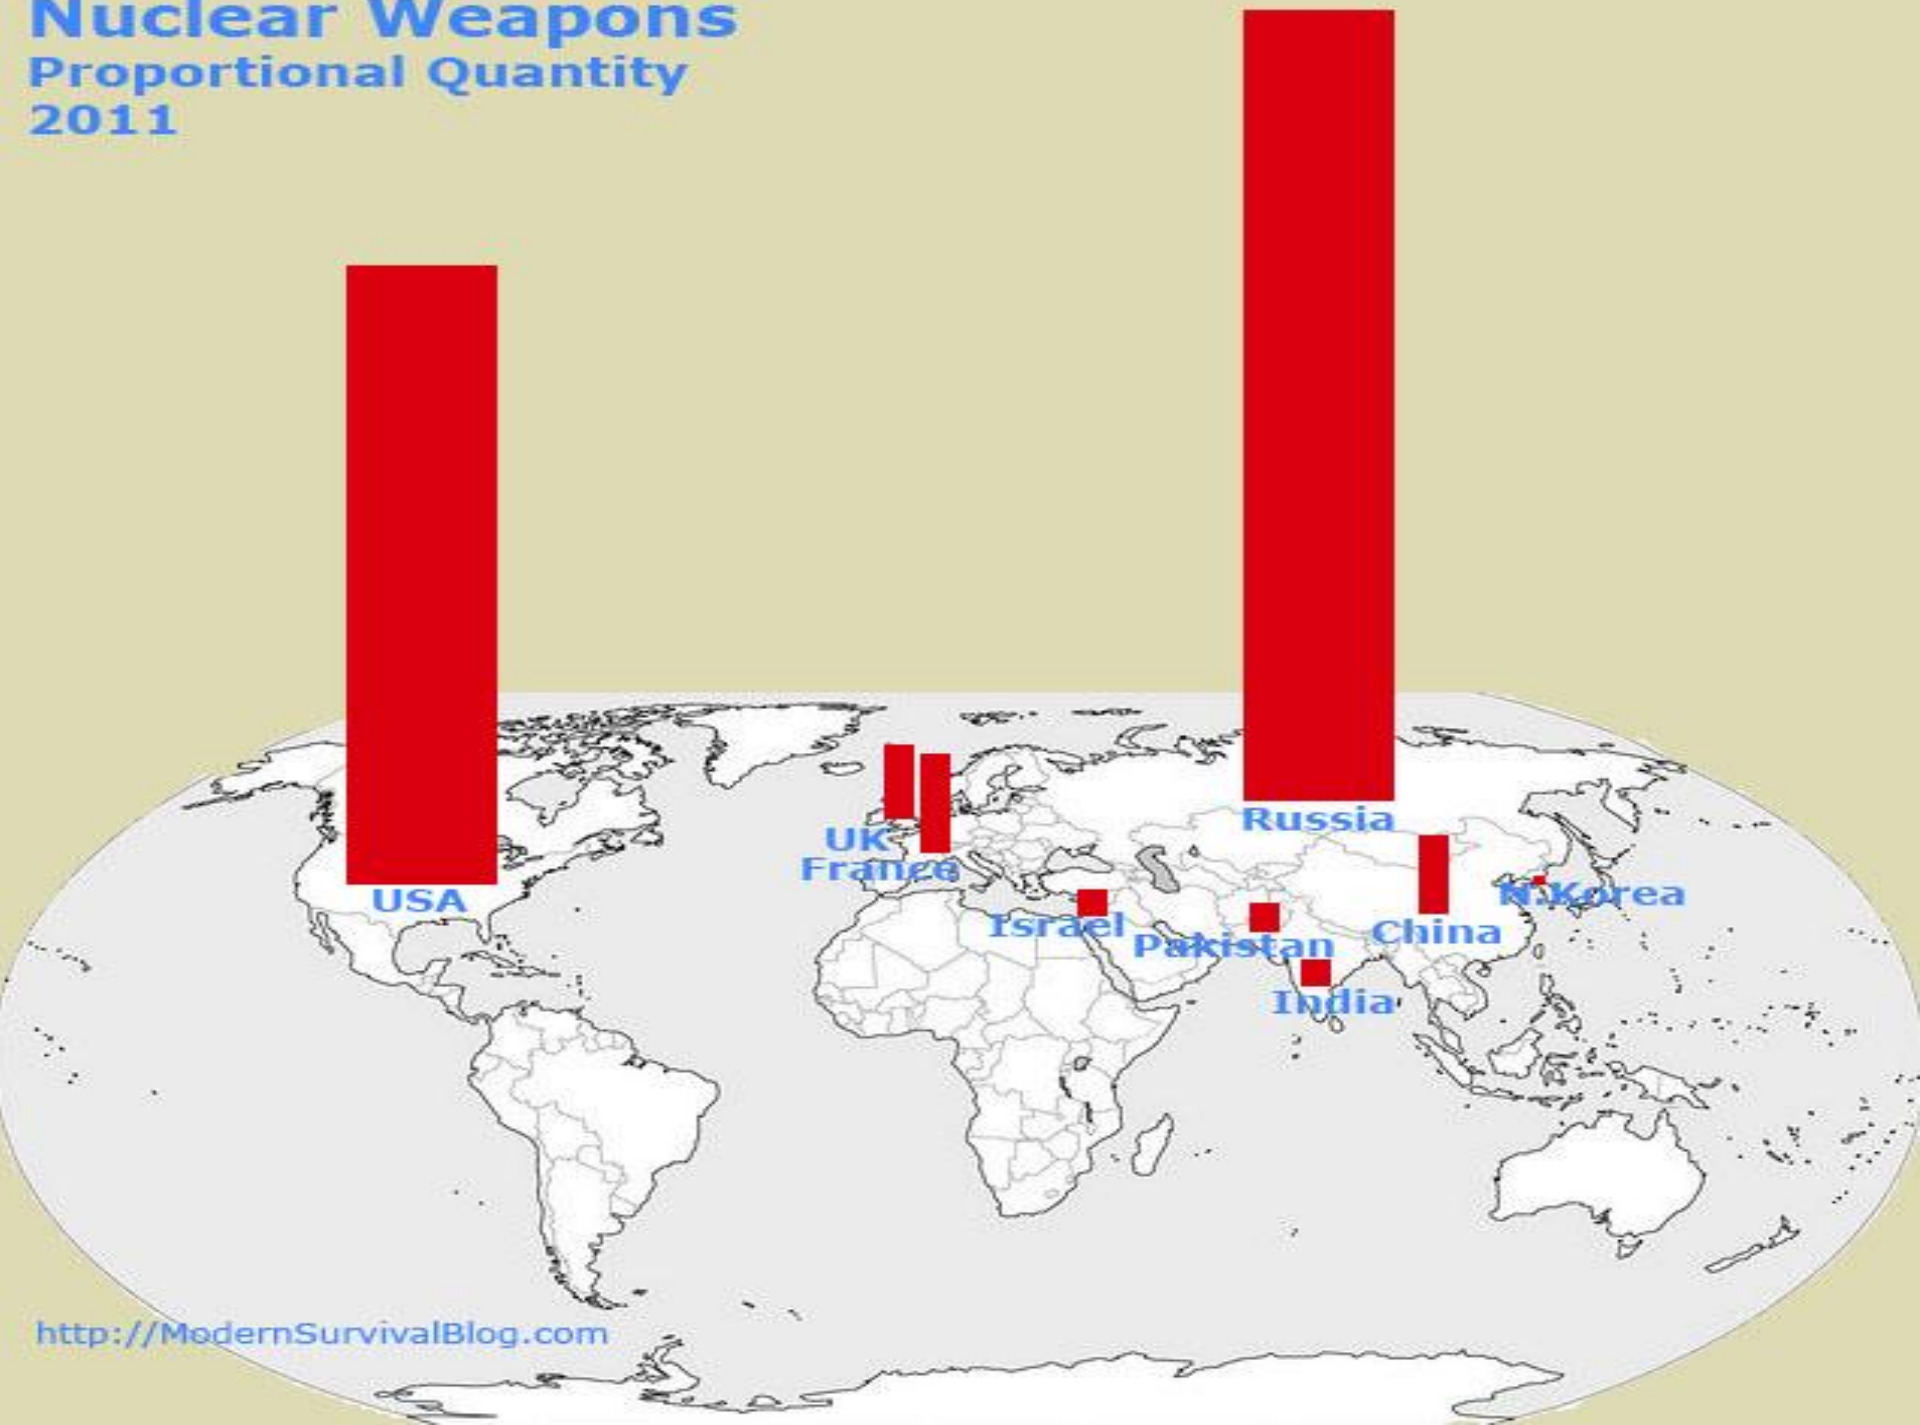 Nuclear Weapons
Proportional Quantity
2011
USA
UK
France
Russia
Israel
Pakistan
India
China
N.Korea
http://ModernSurvivalBlog.com